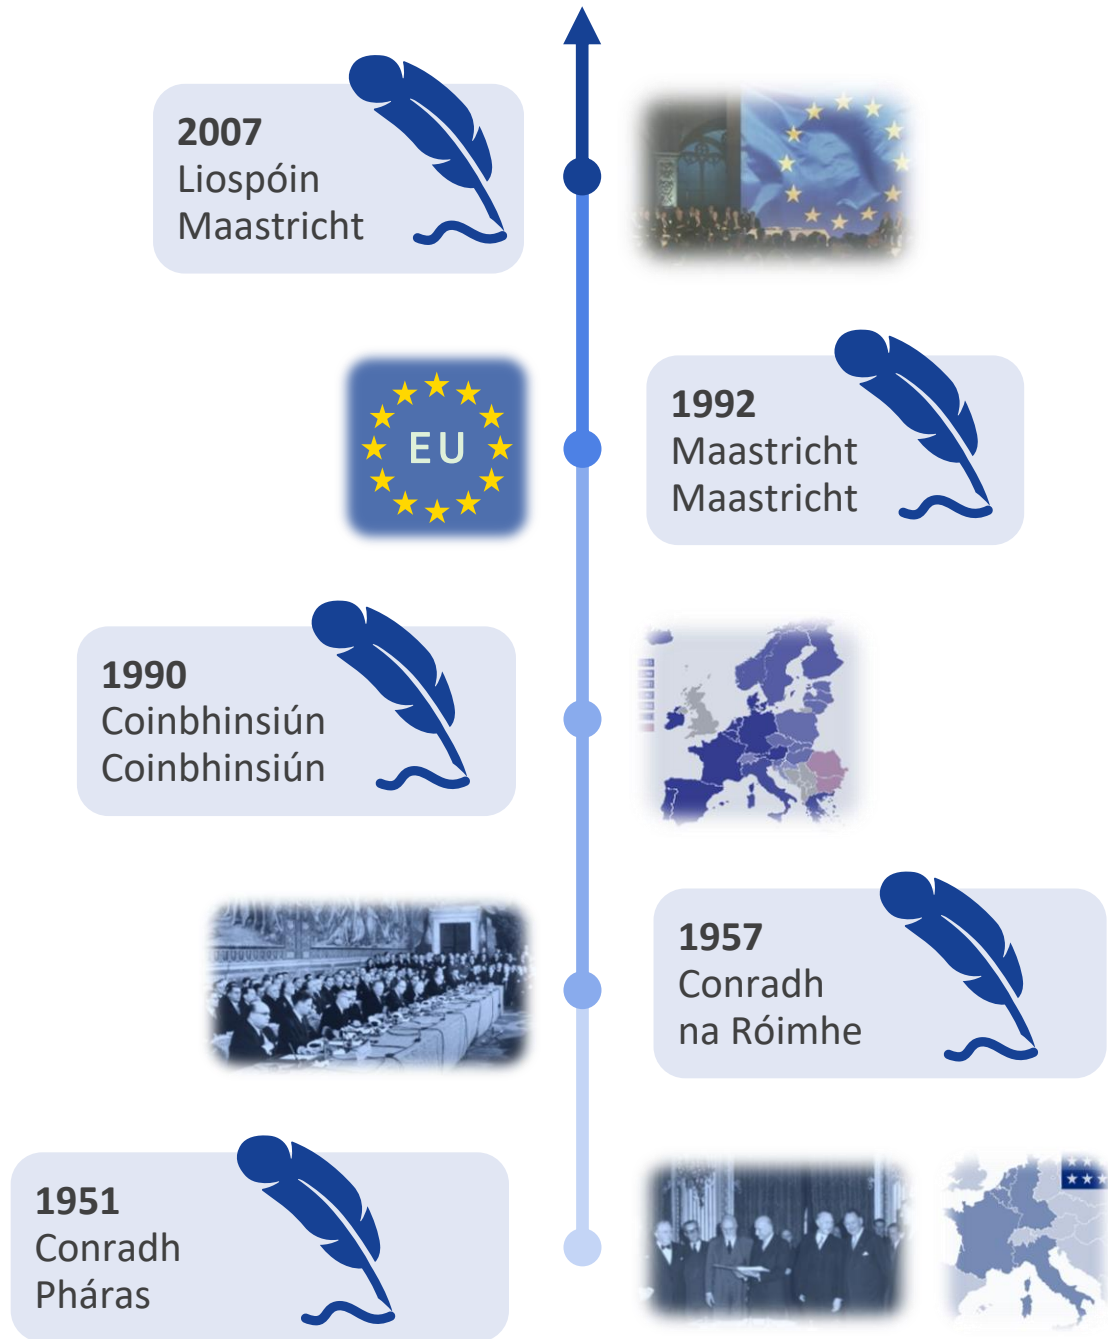 2007
Liospóin
Maastricht
EU
1992
Maastricht
Maastricht
1990
Coinbhinsiún
Coinbhinsiún
1957
Conradh
na Róimhe
1951
Conradh
Pháras